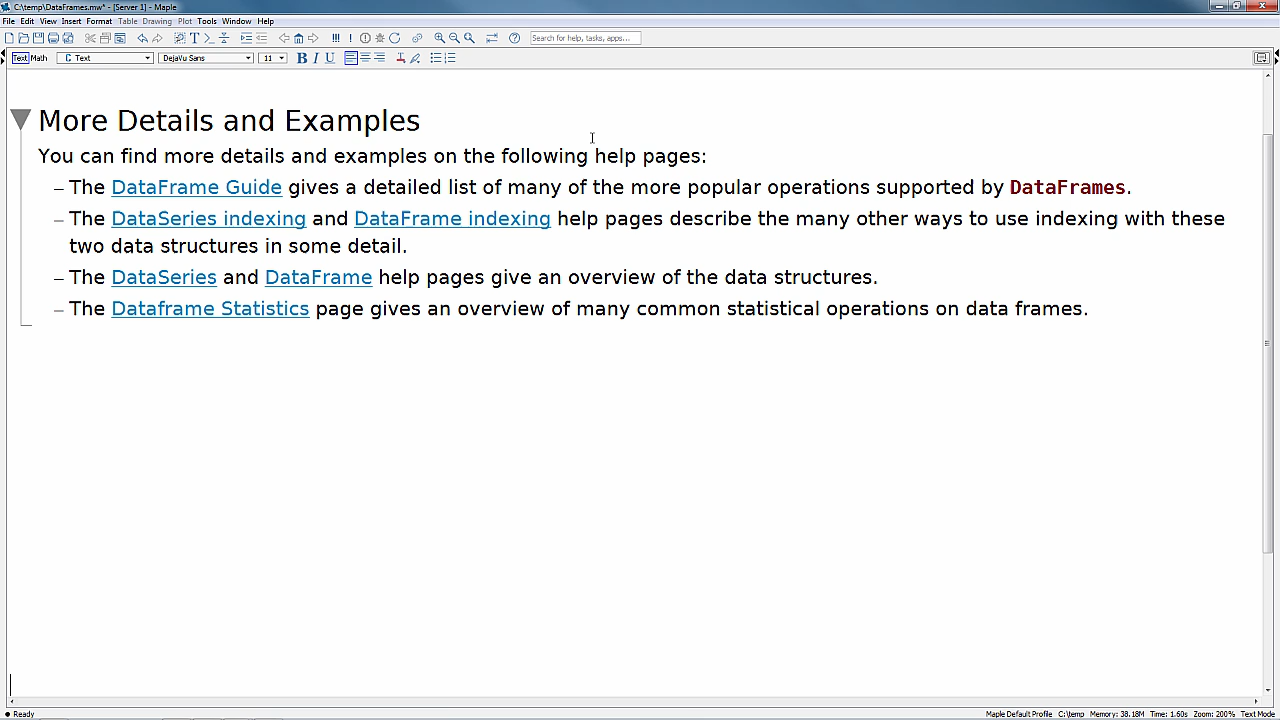 C:\temp\DataFrames.mw* - [Server 1] - Maple
File Edit View Insert Format Table Drawing Plot Tools Window Help
Search for help, tasks, apps...
Text Math C Text DejaVu Sans 11 B I U
More Details and Examples
You can find more details and examples on the following help pages:
– The DataFrame Guide gives a detailed list of many of the more popular operations supported by DataFrames.
– The DataSeries indexing and DataFrame indexing help pages describe the many other ways to use indexing with these
two data structures in some detail.
– The DataSeries and DataFrame help pages give an overview of the data structures.
– The Dataframe Statistics page gives an overview of many common statistical operations on data frames.
Ready Maple Default Profile C:\temp Memory: 38.18M Time: 1.60s Zoom: 200% Text Mode